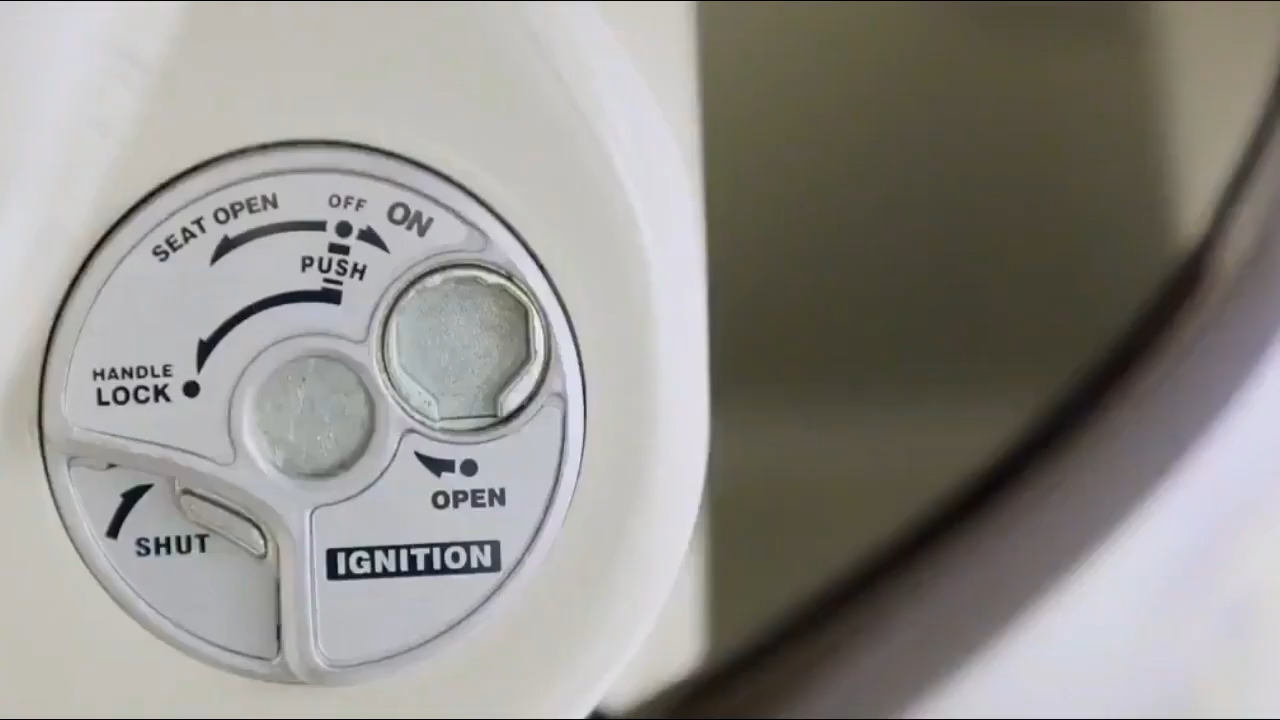 SEAT OPEN
OFF
ON
PUSH
HANDLE
LOCK
OPEN
SHUT
IGNITION